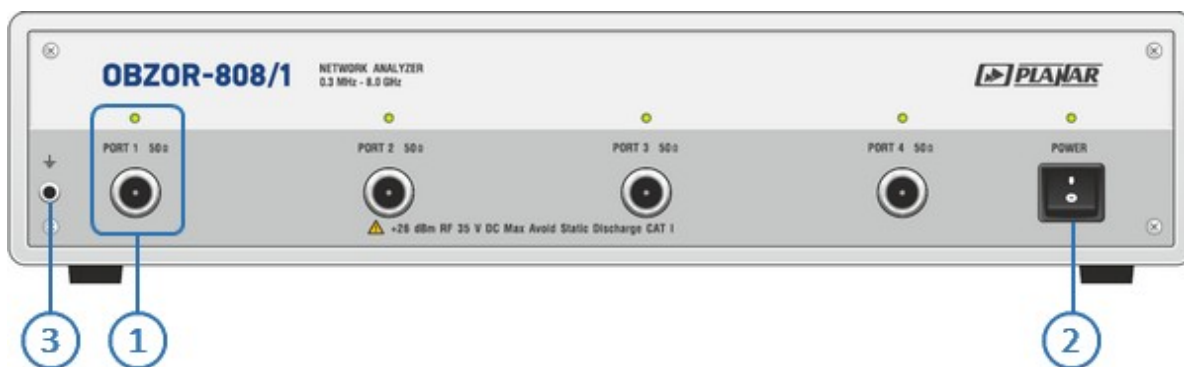 OBZOR-808/1
NETWORK ANALYZER
0.3 MHz - 8.0 GHz
PLANAR
PORT 1 50Ω
PORT 2 50Ω
PORT 3 50Ω
PORT 4 50Ω
POWER
I
O
+26 dBm RF 35 V DC Max Avoid Static Discharge CAT I
3
1
2